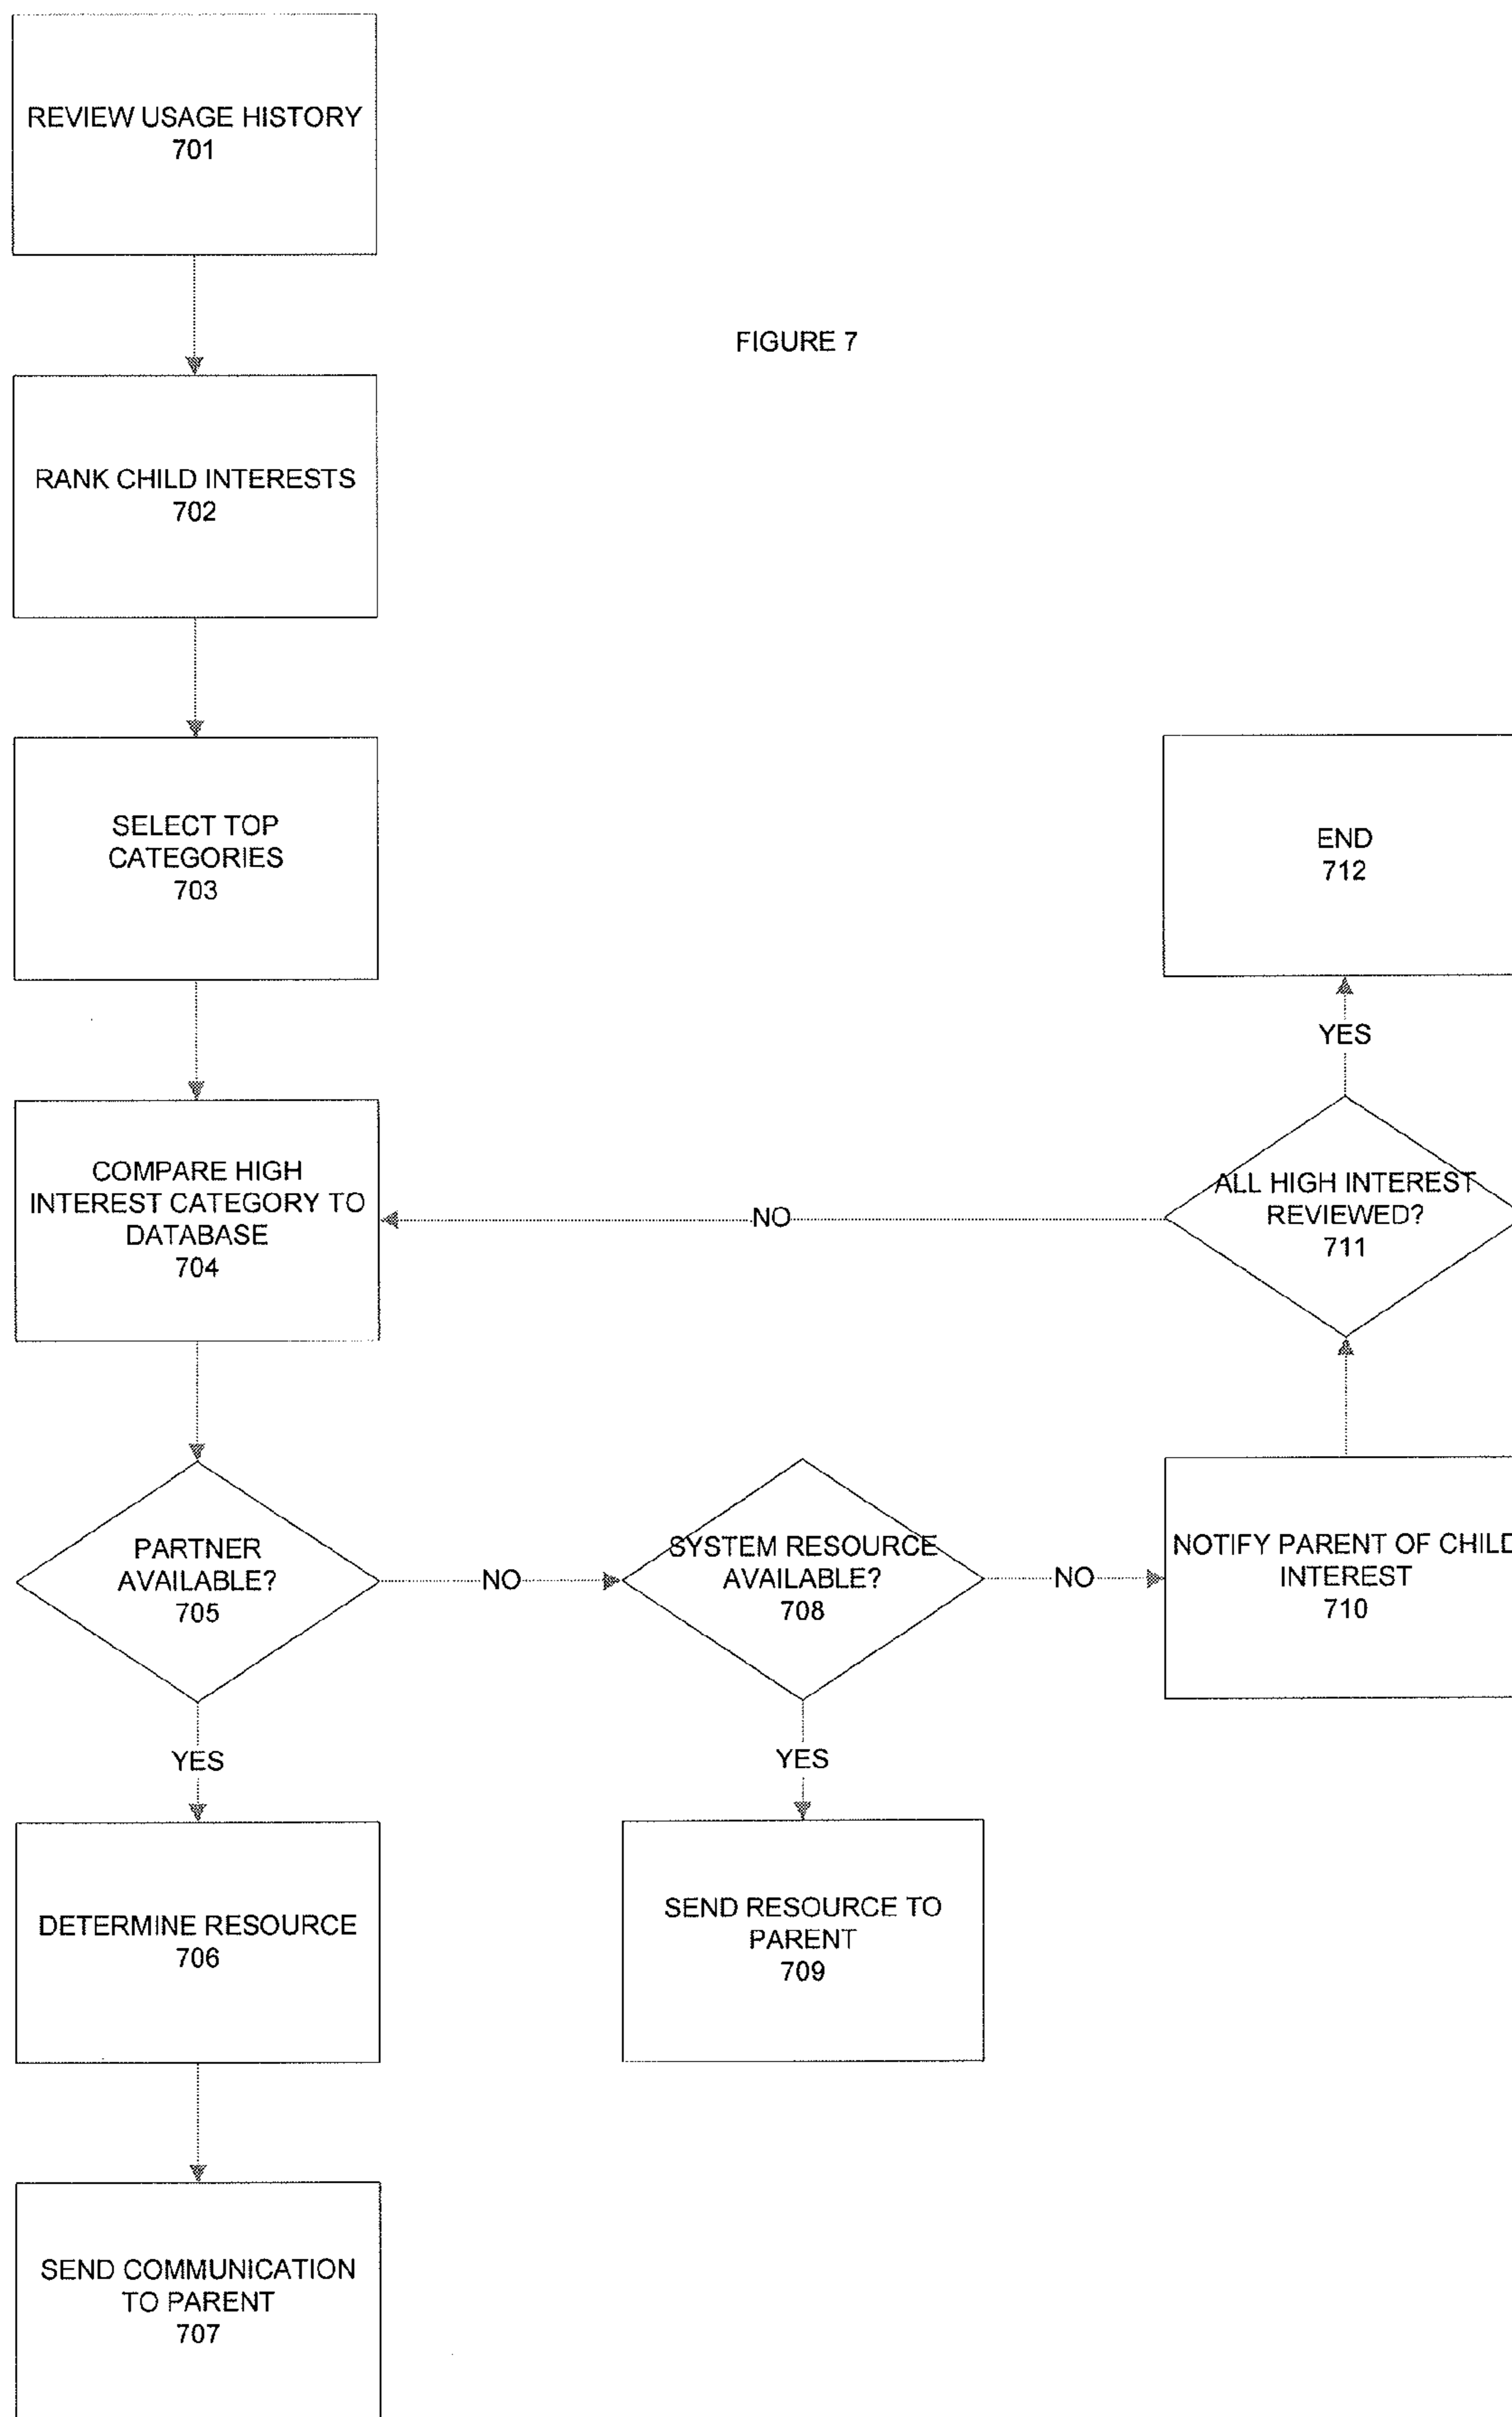 REVIEW USAGE HISTORY
701
FIGURE 7
RANK CHILD INTERESTS
702
SELECT TOP
CATEGORIES
703
END
712
YES
COMPARE HIGH
INTEREST CATEGORY TO
DATABASE
704
NO
ALL HIGH INTEREST
REVIEWED?
711
PARTNER
AVAILABLE?
705
NO
SYSTEM RESOURCE
AVAILABLE?
708
NO
NOTIFY PARENT OF CHILD
INTEREST
710
YES
YES
DETERMINE RESOURCE
706
SEND RESOURCE TO
PARENT
709
SEND COMMUNICATION
TO PARENT
707